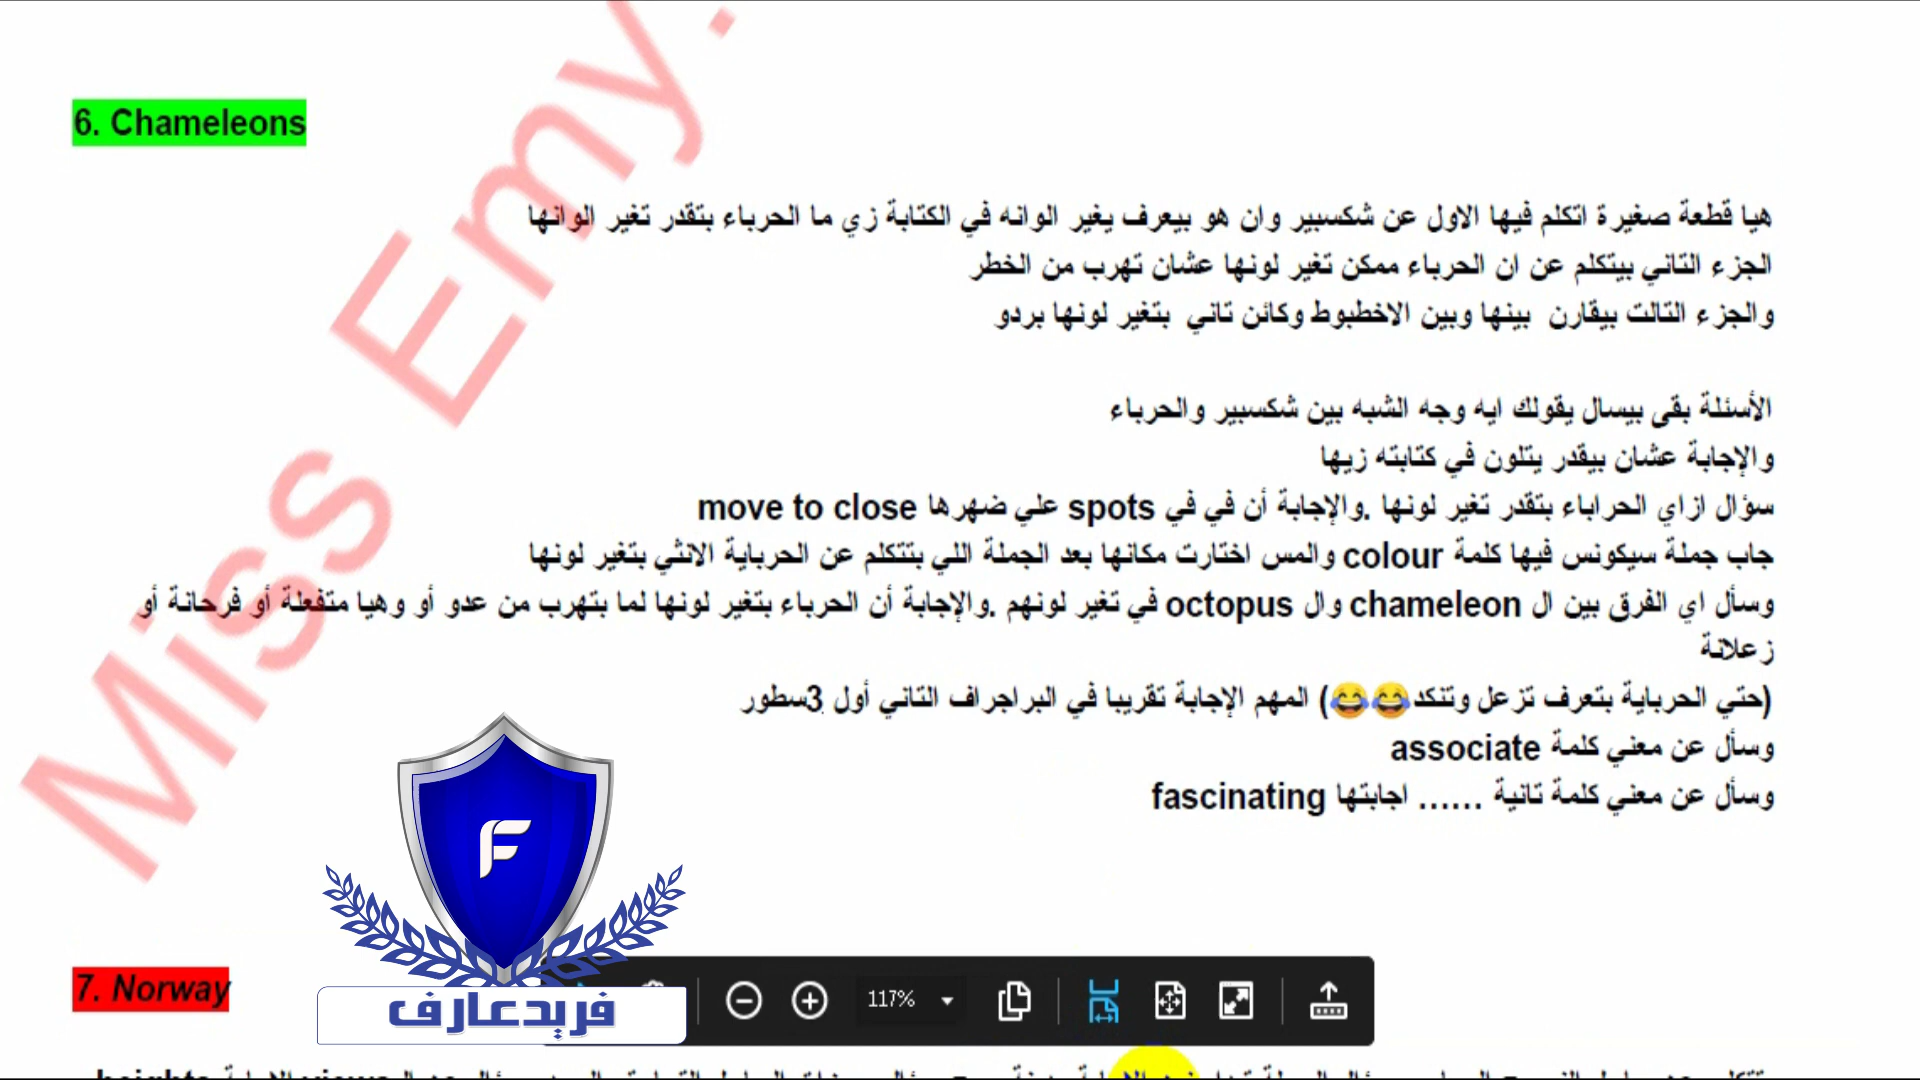 Miss Emy.
6. Chameleons
هيا قطعة صغيرة اتكلم فيها الاول عن شكسبير وان هو بيعرف يغير الوانه في الكتابة زي ما الحرباء بتقدر تغير الوانها
الجزء التاني بيتكلم عن ان الحرباء ممكن تغير لونها عشان تهرب من الخطر
والجزء التالت بيقارن بينها وبين الاخطبوط وكائن تاني بتغير لونها بردو
الأسئلة بقى بيسال يقولك ايه وجه الشبه بين شكسبير والحرباء
والإجابة عشان بيقدر يتلون في كتابته زيها
سؤال ازاي الحراباء بتقدر تغير لونها .والإجابة أن في في spots علي ضهرها move to close
جاب جملة سيكونس فيها كلمة colour والمس اختارت مكانها بعد الجملة اللي بتتكلم عن الحرباية الانثي بتغير لونها
وسأل اي الفرق بين ال chameleon وال octopus في تغير لونهم .والإجابة أن الحرباء بتغير لونها لما بتهرب من عدو أو وهيا متفعلة أو فرحانة أو
زعلانة
(حتي الحرباية بتعرف تزعل وتنكد😂😂) المهم الإجابة تقريبا في البراجراف التاني أول 3سطور
وسأل عن معني كلمة associate
وسأل عن معني كلمة تانية ...... اجابتها fascinating
F
فريد عارف
7. Norway
117%